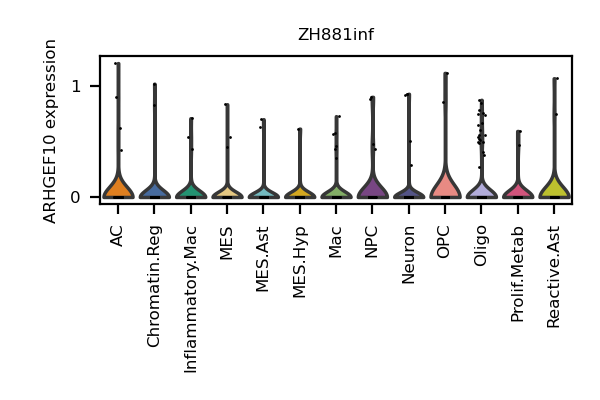 ZH881inf
ARHGEF10 expression
1
0
AC
Chromatin.Reg
Inflammatory.Mac
MES
MES.Ast
MES.Hyp
Mac
NPC
Neuron
OPC
Oligo
Prolif.Metab
Reactive.Ast